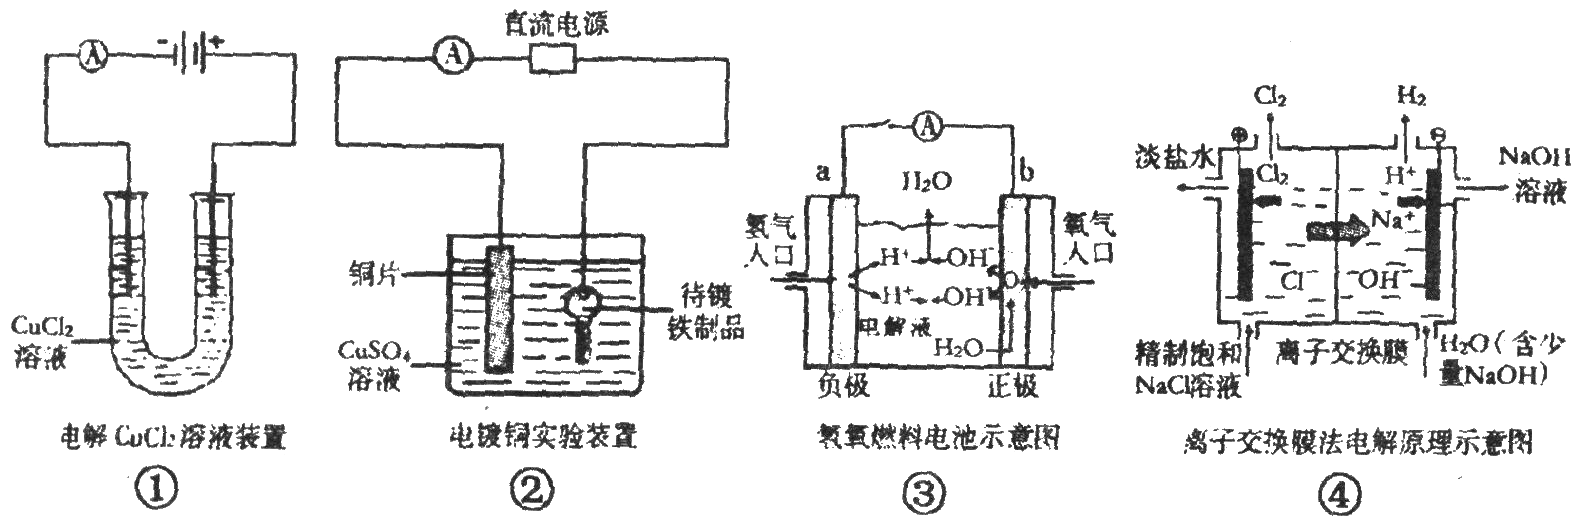 A
-
+
CuCl₂
溶液
电解 CuCl₂ 溶液装置
①
直流电源
A
铜片
CuSO₄
溶液
待镀
铁制品
电镀铜实验装置
②
A
a
b
H₂O
氢气
入口
氧气
入口
H⁺
OH⁻
H⁺
OH⁻
O
电解液
H₂O
负极
正极
氢氧燃料电池示意图
③
Cl₂
H₂
⊕
⊖
淡盐水
NaOH
溶液
Cl₂
H⁺
Na⁺
Cl⁻
OH⁻
精制饱和
NaCl溶液
离子交换膜
H₂O(含少
量NaOH)
离子交换膜法电解原理示意图
④